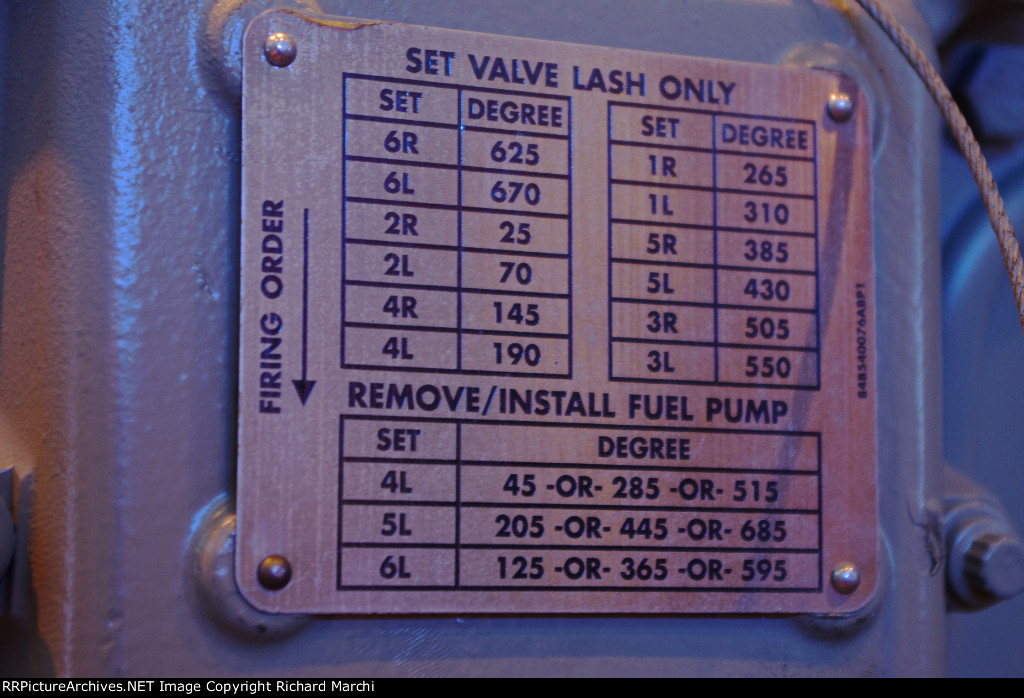 SET VALVE LASH ONLY
SET DEGREE
6R 625
6L 670
2R 25
2L 70
4R 145
4L 190
SET DEGREE
1R 265
1L 310
5R 385
5L 430
3R 505
3L 550
FIRING ORDER
84B540076ABP1
REMOVE/INSTALL FUEL PUMP
SET DEGREE
4L 45 -OR- 285 -OR- 515
5L 205 -OR- 445 -OR- 685
6L 125 -OR- 365 -OR- 595
RRPictureArchives.NET Image Copyright Richard Marchi